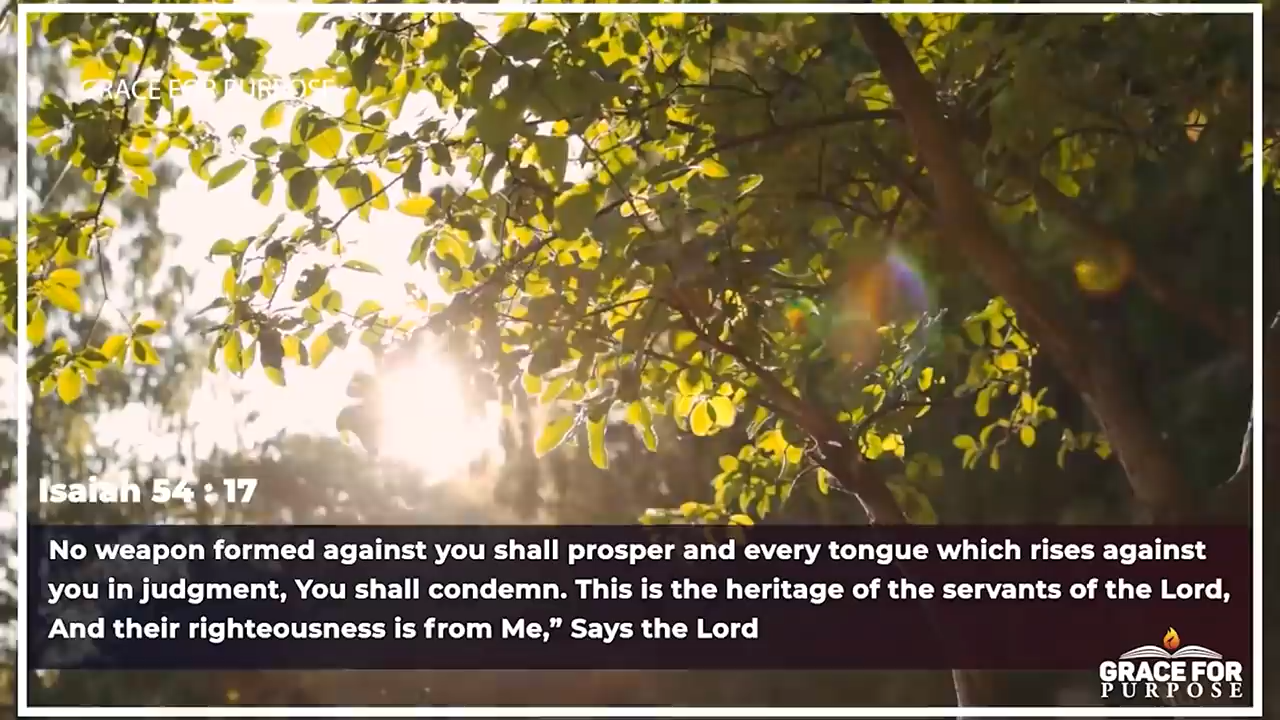 GRACE FOR PURPOSE
Isaiah 54 : 17
No weapon formed against you shall prosper and every tongue which rises against
you in judgment, You shall condemn. This is the heritage of the servants of the Lord,
And their righteousness is from Me,” Says the Lord
GRACE FOR
PURPOSE